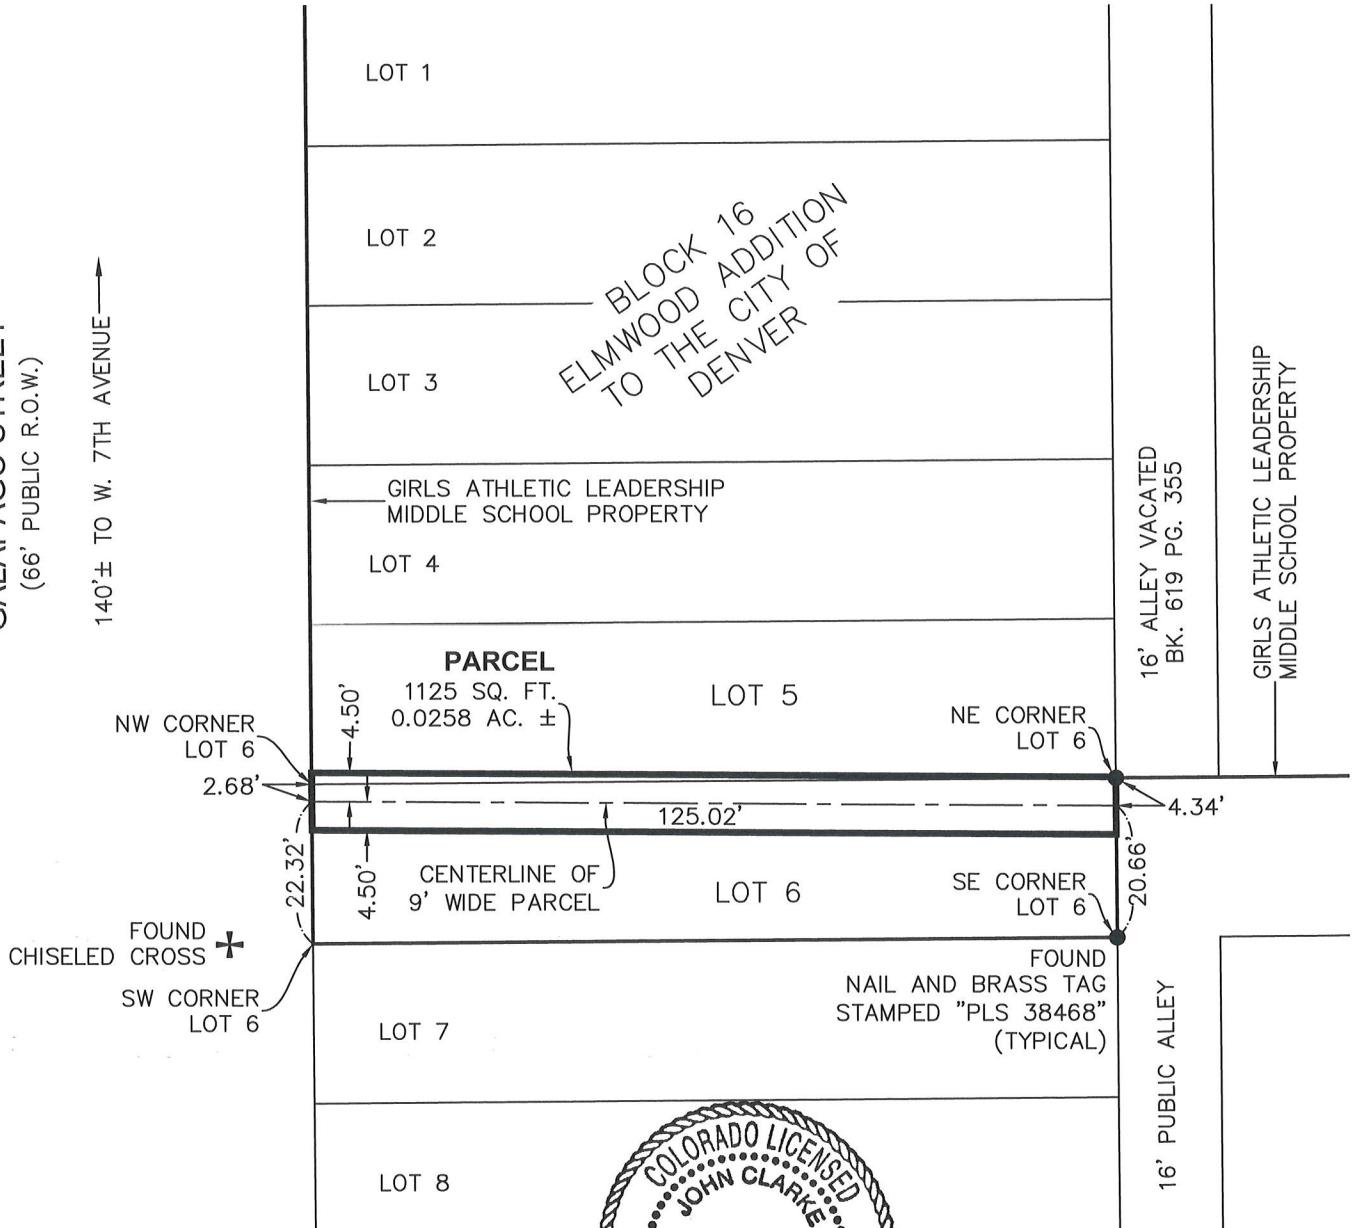 LOT 1
LOT 2
BLOCK 16
ELMWOOD ADDITION
TO THE CITY OF
DENVER
(66' PUBLIC R.O.W.)
140'± TO W. 7TH AVENUE
LOT 3
GIRLS ATHLETIC LEADERSHIP
MIDDLE SCHOOL PROPERTY
LOT 4
16' ALLEY VACATED
BK. 619 PG. 355
GIRLS ATHLETIC LEADERSHIP
MIDDLE SCHOOL PROPERTY
PARCEL
1125 SQ. FT.
0.0258 AC. ±
LOT 5
4.50'
NW CORNER
LOT 6
NE CORNER
LOT 6
2.68'
4.34'
125.02'
22.32'
4.50'
CENTERLINE OF
9' WIDE PARCEL
LOT 6
SE CORNER
LOT 6
20.66'
FOUND
CHISELED CROSS
SW CORNER
LOT 6
FOUND
NAIL AND BRASS TAG
STAMPED "PLS 38468"
(TYPICAL)
LOT 7
16' PUBLIC ALLEY
LOT 8
COLORADO LICENSED
JOHN CLARKE